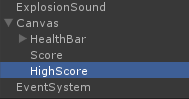 ExplosionSound
Canvas
HealthBar
Score
HighScore
EventSystem